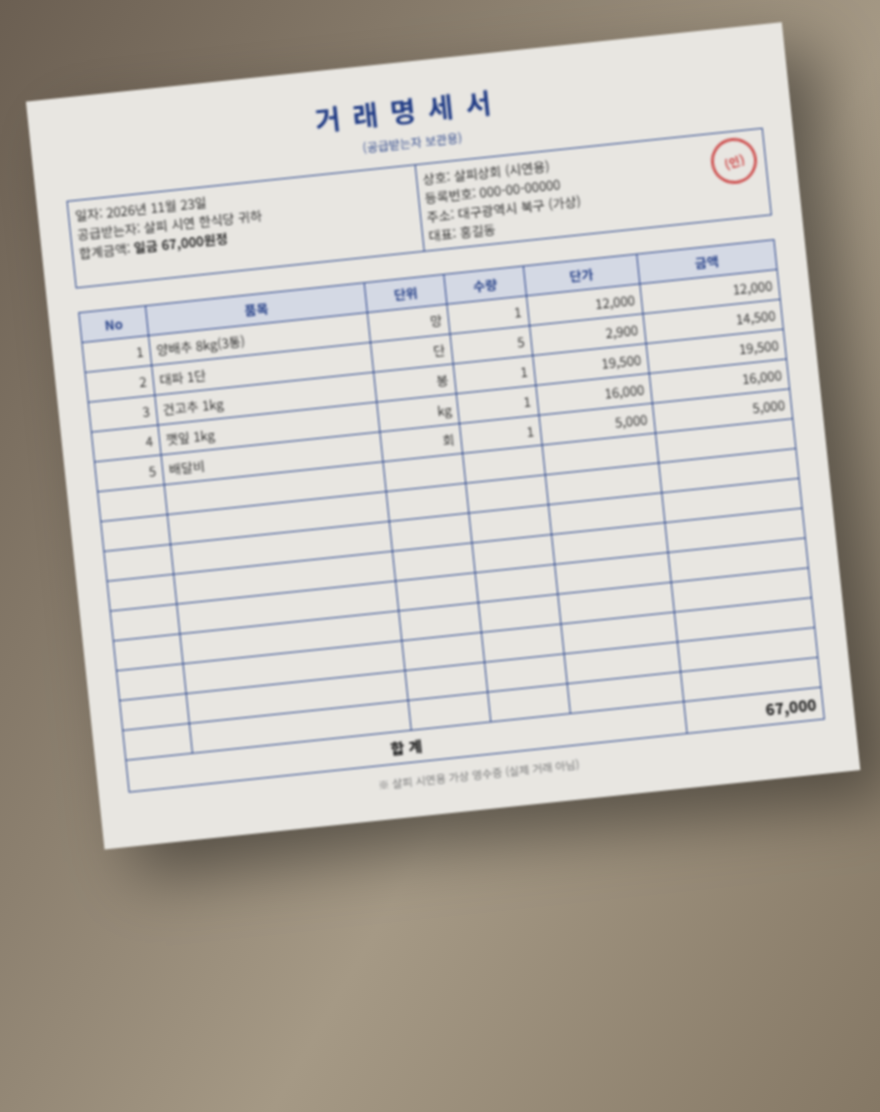 거래명세서
(공급받는자 보관용)
일자: 2026년 11월 23일
공급받는자: 살피 시연 한식당 귀하
합계금액: 일금 67,000원정
상호: 살피상회 (시연용)
등록번호: 000-00-00000
주소: 대구광역시 북구 (가상)
대표: 홍길동
(인)
No 품목 단위 수량 단가 금액
1 양배추 8kg(3통) 망 1 12,000 12,000
2 대파 1단 단 5 2,900 14,500
3 건고추 1kg 봉 1 19,500 19,500
4 깻잎 1kg kg 1 16,000 16,000
5 배달비 회 1 5,000 5,000
합 계 67,000
※ 살피 시연용 가상 영수증 (실제 거래 아님)